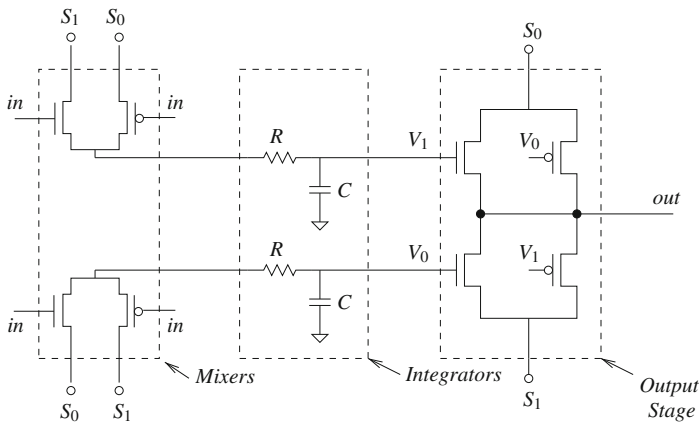 S1 S0 S0
in in
R V1 V0
C
out
R V0 V1
C
in in
Mixers Integrators Output
Stage
S0 S1 S1